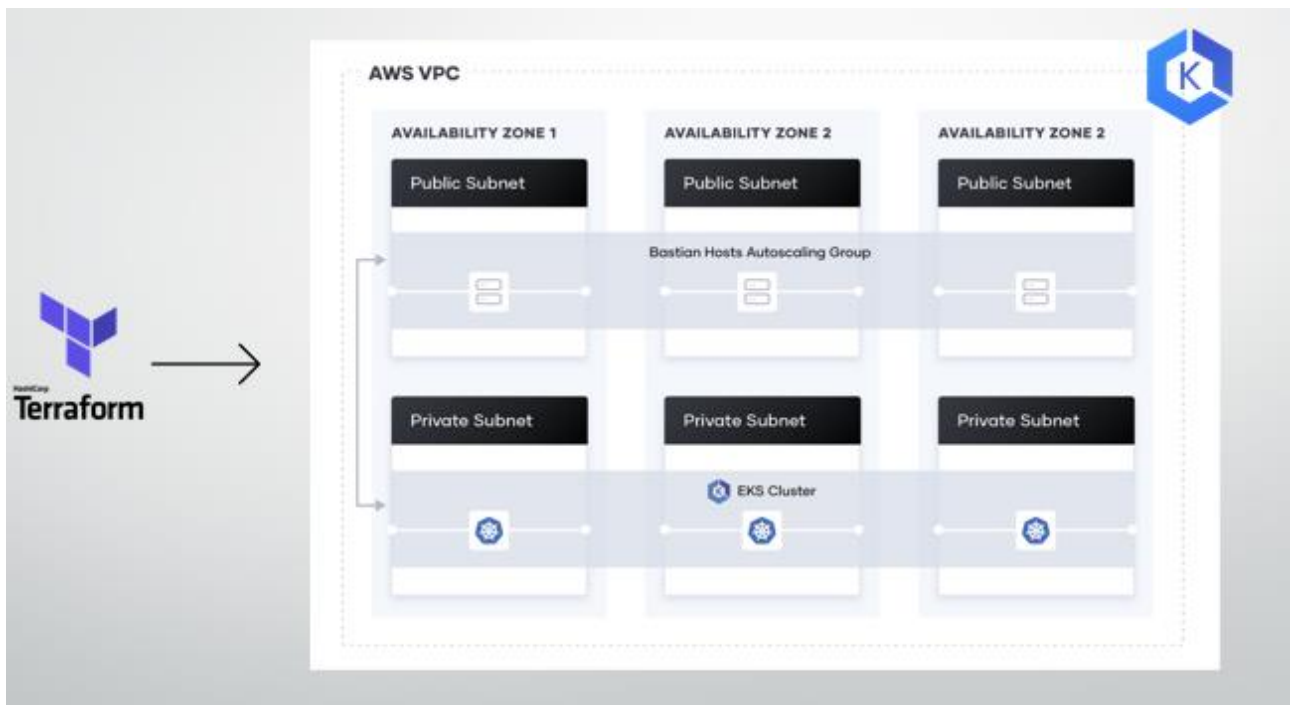 AWS VPC
AVAILABILITY ZONE 1
AVAILABILITY ZONE 2
AVAILABILITY ZONE 2
Public Subnet
Public Subnet
Public Subnet
Bastian Hosts Autoscaling Group
HashiCorp
Terraform
Private Subnet
Private Subnet
Private Subnet
EKS Cluster
K